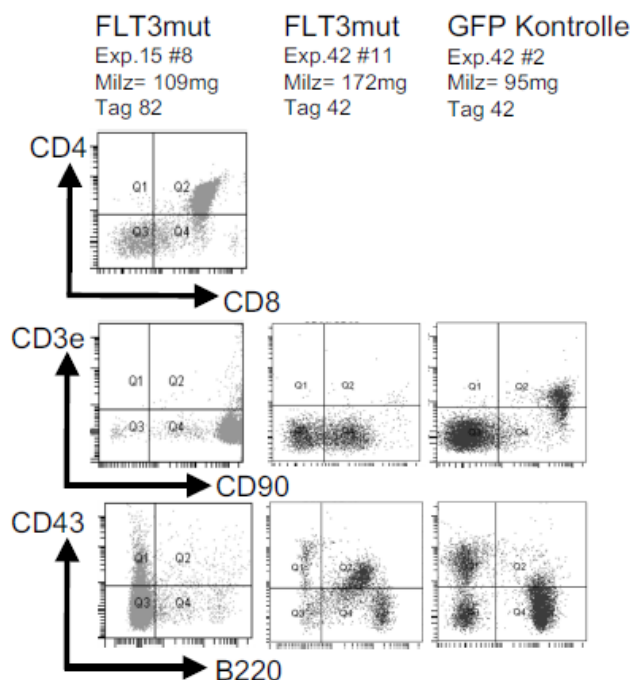 FLT3mut
Exp.15 #8
Milz= 109mg
Tag 82
FLT3mut
Exp.42 #11
Milz= 172mg
Tag 42
GFP Kontrolle
Exp.42 #2
Milz= 95mg
Tag 42
CD4
Q1 Q2
Q3 Q4
CD8
CD3e
Q1 Q2
Q3 Q4
Q1 Q2
Q4
Q1 Q2
Q4
CD90
CD43
Q1 Q2
Q3 Q4
Q1 Q2
Q3 Q4
Q1 Q2
Q4
B220